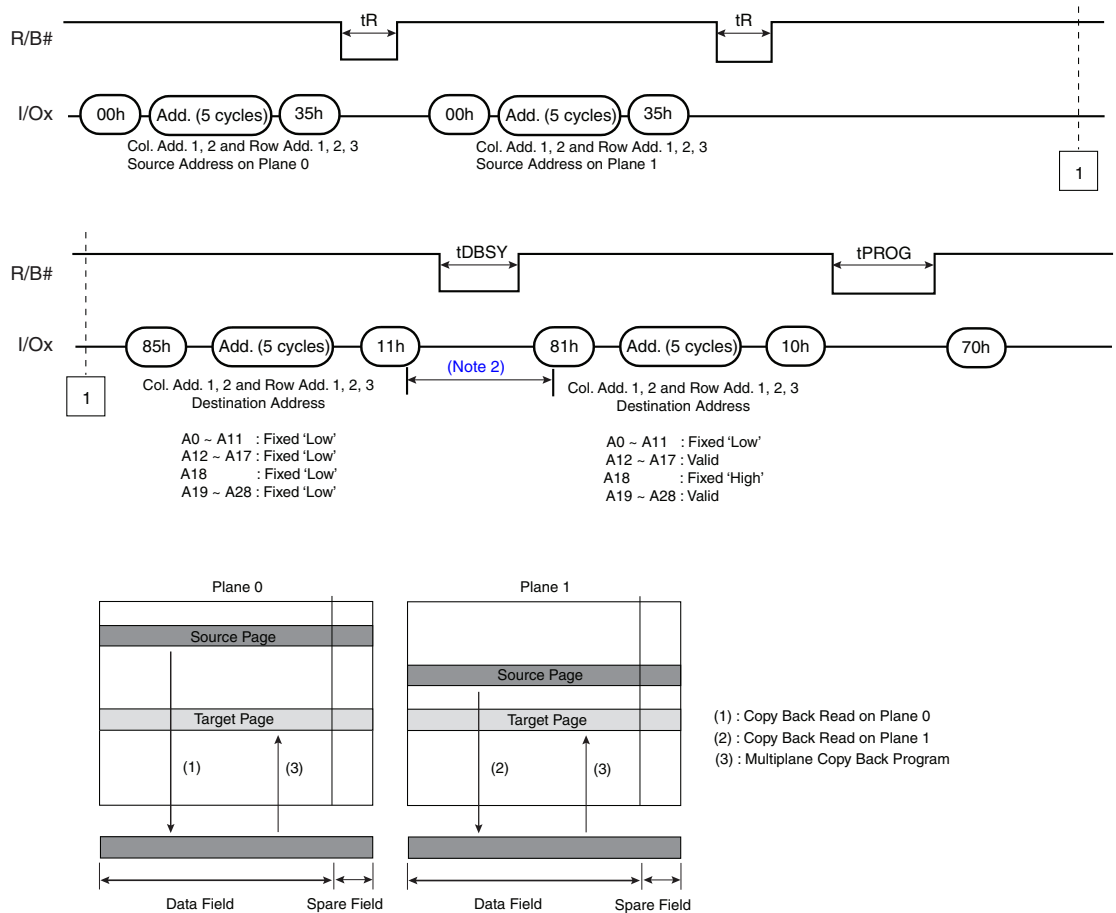 tR
tR
R/B#
I/Ox
00h
Add. (5 cycles)
35h
00h
Add. (5 cycles)
35h
Col. Add. 1, 2 and Row Add. 1, 2, 3
Source Address on Plane 0
Col. Add. 1, 2 and Row Add. 1, 2, 3
Source Address on Plane 1
1
tDBSY
tPROG
R/B#
I/Ox
85h
Add. (5 cycles)
11h
81h
Add. (5 cycles)
10h
70h
(Note 2)
1
Col. Add. 1, 2 and Row Add. 1, 2, 3
Destination Address
Col. Add. 1, 2 and Row Add. 1, 2, 3
Destination Address
A0 ~ A11 : Fixed ‘Low’
A12 ~ A17 : Fixed ‘Low’
A18 : Fixed ‘Low’
A19 ~ A28 : Fixed ‘Low’
A0 ~ A11 : Fixed ‘Low’
A12 ~ A17 : Valid
A18 : Fixed ‘High’
A19 ~ A28 : Valid
Plane 0
Plane 1
Source Page
Source Page
Target Page
Target Page
(1)
(3)
(2)
(3)
(1) : Copy Back Read on Plane 0
(2) : Copy Back Read on Plane 1
(3) : Multiplane Copy Back Program
Data Field
Spare Field
Data Field
Spare Field